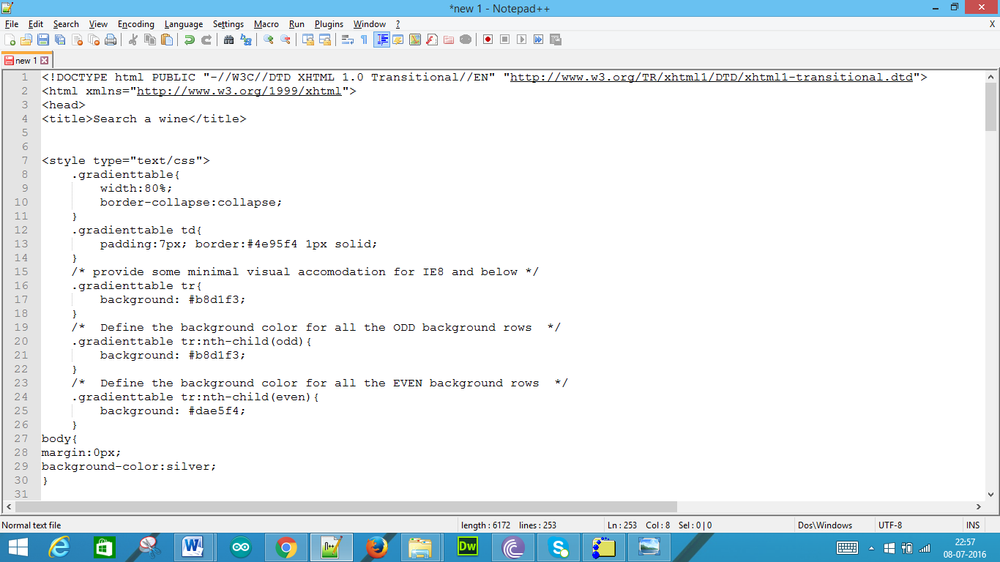 *new 1 - Notepad++
File Edit Search View Encoding Language Settings Macro Run Plugins Window ? X
new 1
1 <!DOCTYPE html PUBLIC "-//W3C//DTD XHTML 1.0 Transitional//EN" "http://www.w3.org/TR/xhtml1/DTD/xhtml1-transitional.dtd">
2 <html xmlns="http://www.w3.org/1999/xhtml">
3 <head>
4 <title>Search a wine</title>
5
6
7 <style type="text/css">
8 .gradienttable{
9 width:80%;
10 border-collapse:collapse;
11 }
12 .gradienttable td{
13 padding:7px; border:#4e95f4 1px solid;
14 }
15 /* provide some minimal visual accomodation for IE8 and below */
16 .gradienttable tr{
17 background: #b8d1f3;
18 }
19 /*  Define the background color for all the ODD background rows  */
20 .gradienttable tr:nth-child(odd){
21 background: #b8d1f3;
22 }
23 /*  Define the background color for all the EVEN background rows  */
24 .gradienttable tr:nth-child(even){
25 background: #dae5f4;
26 }
27 body{
28 margin:0px;
29 background-color:silver;
30 }
31
Normal text file length : 6172 lines : 253 Ln : 253 Col : 8 Sel : 0 | 0 Dos\Windows UTF-8 INS
W N++ Dw S
22:57
08-07-2016